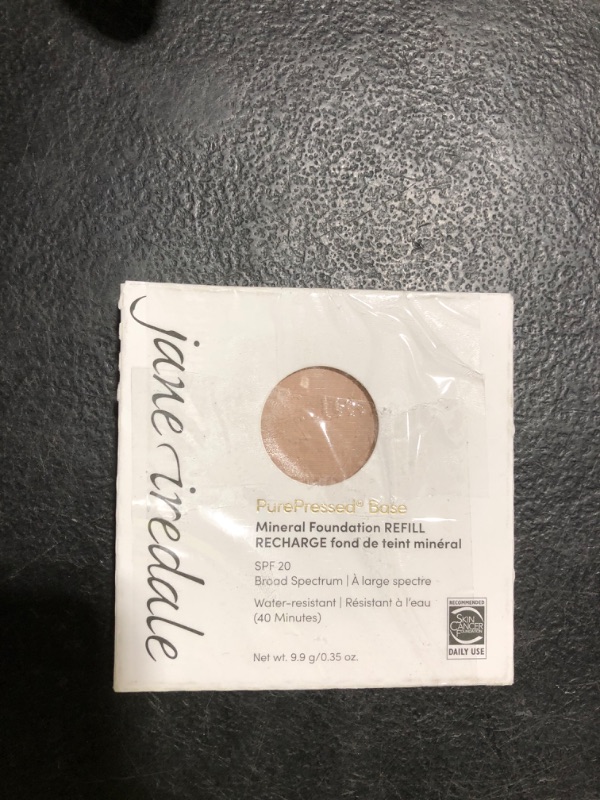 jane iredale
PurePressed® Base
Mineral Foundation REFILL
RECHARGE fond de teint minéral
SPF 20
Broad Spectrum | À large spectre
Water-resistant | Résistant à l'eau
(40 Minutes)
Net wt. 9.9 g/0.35 oz.
RECOMMENDED
SKIN
CANCER
FOUNDATION
DAILY USE